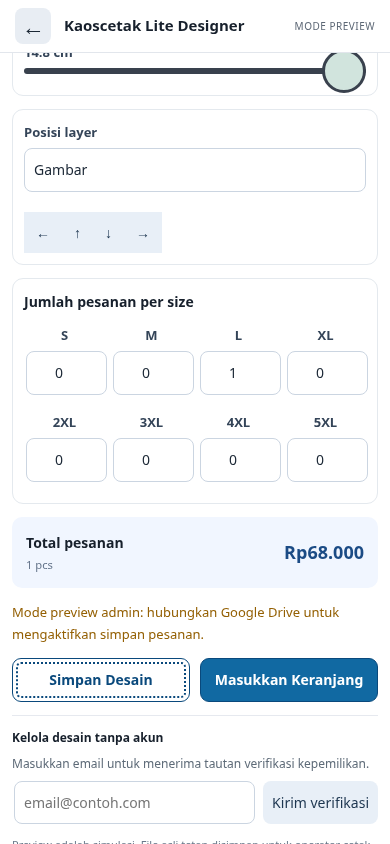 ← Kaoscetak Lite Designer MODE PREVIEW
14.8 cm
Posisi layer
Gambar
← ↑ ↓ →
Jumlah pesanan per size
S M L XL
0 0 1 0
2XL 3XL 4XL 5XL
0 0 0 0
Total pesanan
Rp68.000
1 pcs
Mode preview admin: hubungkan Google Drive untuk
mengaktifkan simpan pesanan.
Simpan Desain Masukkan Keranjang
Kelola desain tanpa akun
Masukkan email untuk menerima tautan verifikasi kepemilikan.
email@contoh.com Kirim verifikasi